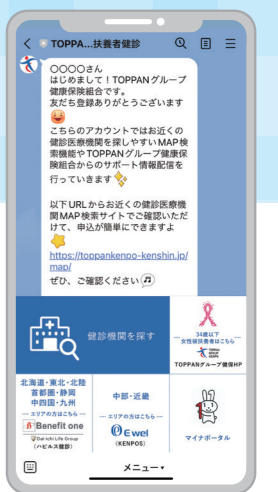 TOPPA...扶養者健診
〇〇〇〇さん
はじめまして！TOPPANグループ
健康保険組合です。
友だち登録ありがとうございます
こちらのアカウントではお近くの
健診医療機関を探しやすいMAP検
索機能やTOPPANグループ健康保
険組合からのサポート情報配信を
行っていきます
以下URLからお近くの健診医療機
関MAP検索サイトでご確認いただ
けて、申込が簡単にできますよ
https://toppankenpo-kenshin.jp/
map/
ぜひ、ご確認ください
健診機関を探す
34歳以下
女性被扶養者はこちら
TOPPANグループ健保HP
北海道・東北・北陸
首都圏・静岡
中四国・九州
エリアの方はこちら
Benefit one
Dai-ichi Life Group
(ハピルス健診)
中部・近畿
エリアの方はこちら
Ewel
(KENPOS)
マイナポータル
メニュー▾